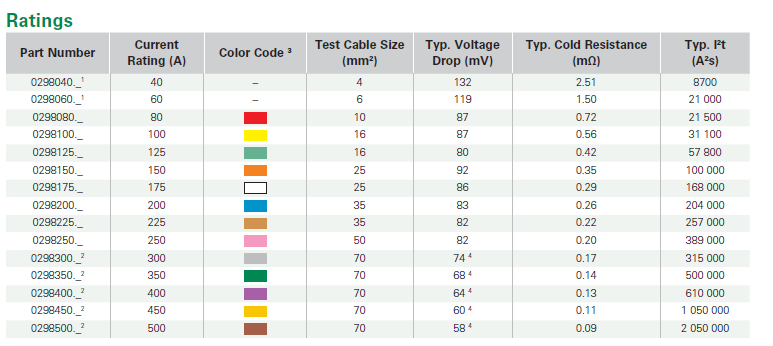 Ratings
Part Number Current Rating (A) Color Code ³ Test Cable Size (mm²) Typ. Voltage Drop (mV) Typ. Cold Resistance (mΩ) Typ. I²t (A²s)
0298040._¹ 40 – 4 132 2.51 8700
0298060._¹ 60 – 6 119 1.50 21 000
0298080._ 80 10 87 0.72 21 500
0298100._ 100 16 87 0.56 31 100
0298125._ 125 16 80 0.42 57 800
0298150._ 150 25 92 0.35 100 000
0298175._ 175 25 86 0.29 168 000
0298200._ 200 35 83 0.26 204 000
0298225._ 225 35 82 0.22 257 000
0298250._ 250 50 82 0.20 389 000
0298300._² 300 70 74 ⁴ 0.17 315 000
0298350._² 350 70 68 ⁴ 0.14 500 000
0298400._² 400 70 64 ⁴ 0.13 610 000
0298450._² 450 70 60 ⁴ 0.11 1 050 000
0298500._² 500 70 58 ⁴ 0.09 2 050 000